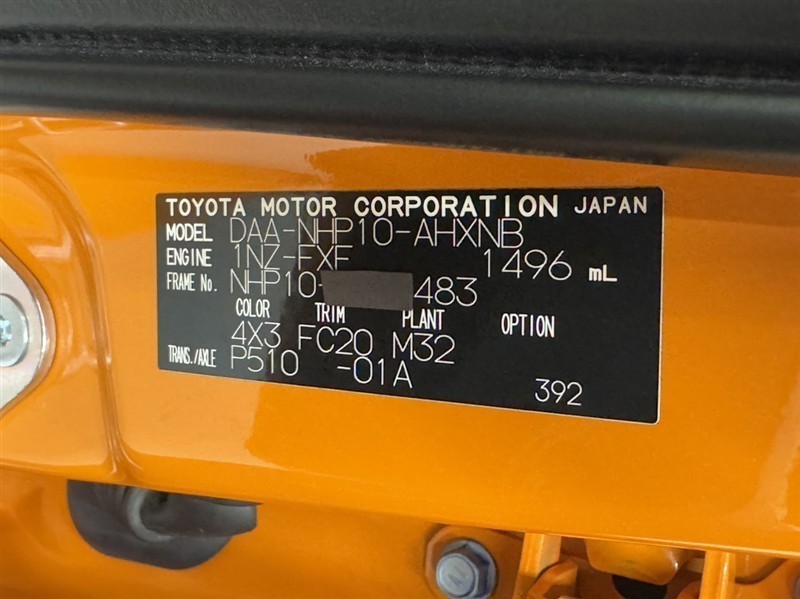 TOYOTA MOTOR CORPORATION JAPAN
MODEL DAA-NHP10-AHXNB
ENGINE 1NZ-FXE 1496 mL
FRAME No. NHP10- 483
COLOR TRIM PLANT OPTION
4X3 FC20 M32
TRANS./AXLE P510 -01A
392